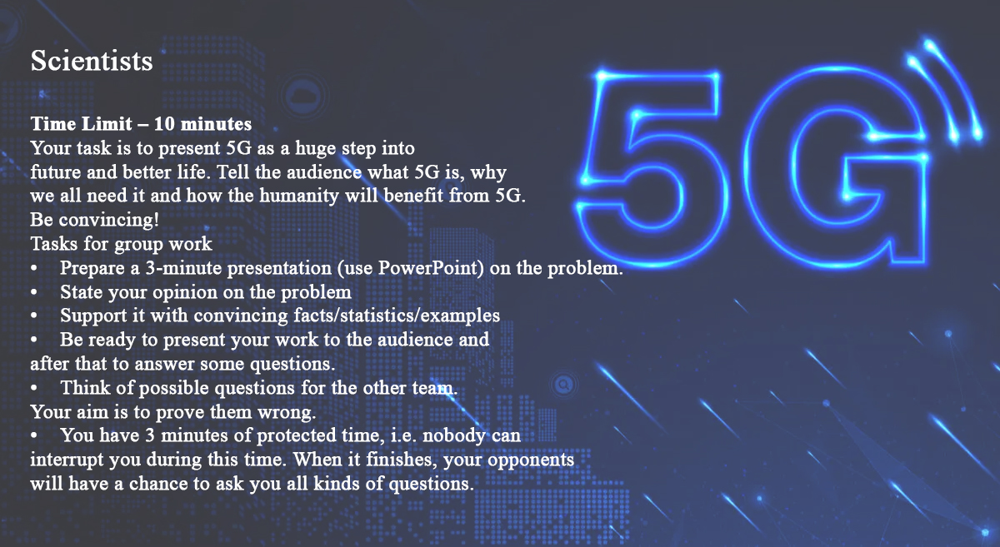 Scientists
5G
Time Limit – 10 minutes
Your task is to present 5G as a huge step into
future and better life. Tell the audience what 5G is, why
we all need it and how the humanity will benefit from 5G.
Be convincing!
Tasks for group work
• Prepare a 3-minute presentation (use PowerPoint) on the problem.
• State your opinion on the problem
• Support it with convincing facts/statistics/examples
• Be ready to present your work to the audience and
after that to answer some questions.
• Think of possible questions for the other team.
Your aim is to prove them wrong.
• You have 3 minutes of protected time, i.e. nobody can
interrupt you during this time. When it finishes, your opponents
will have a chance to ask you all kinds of questions.